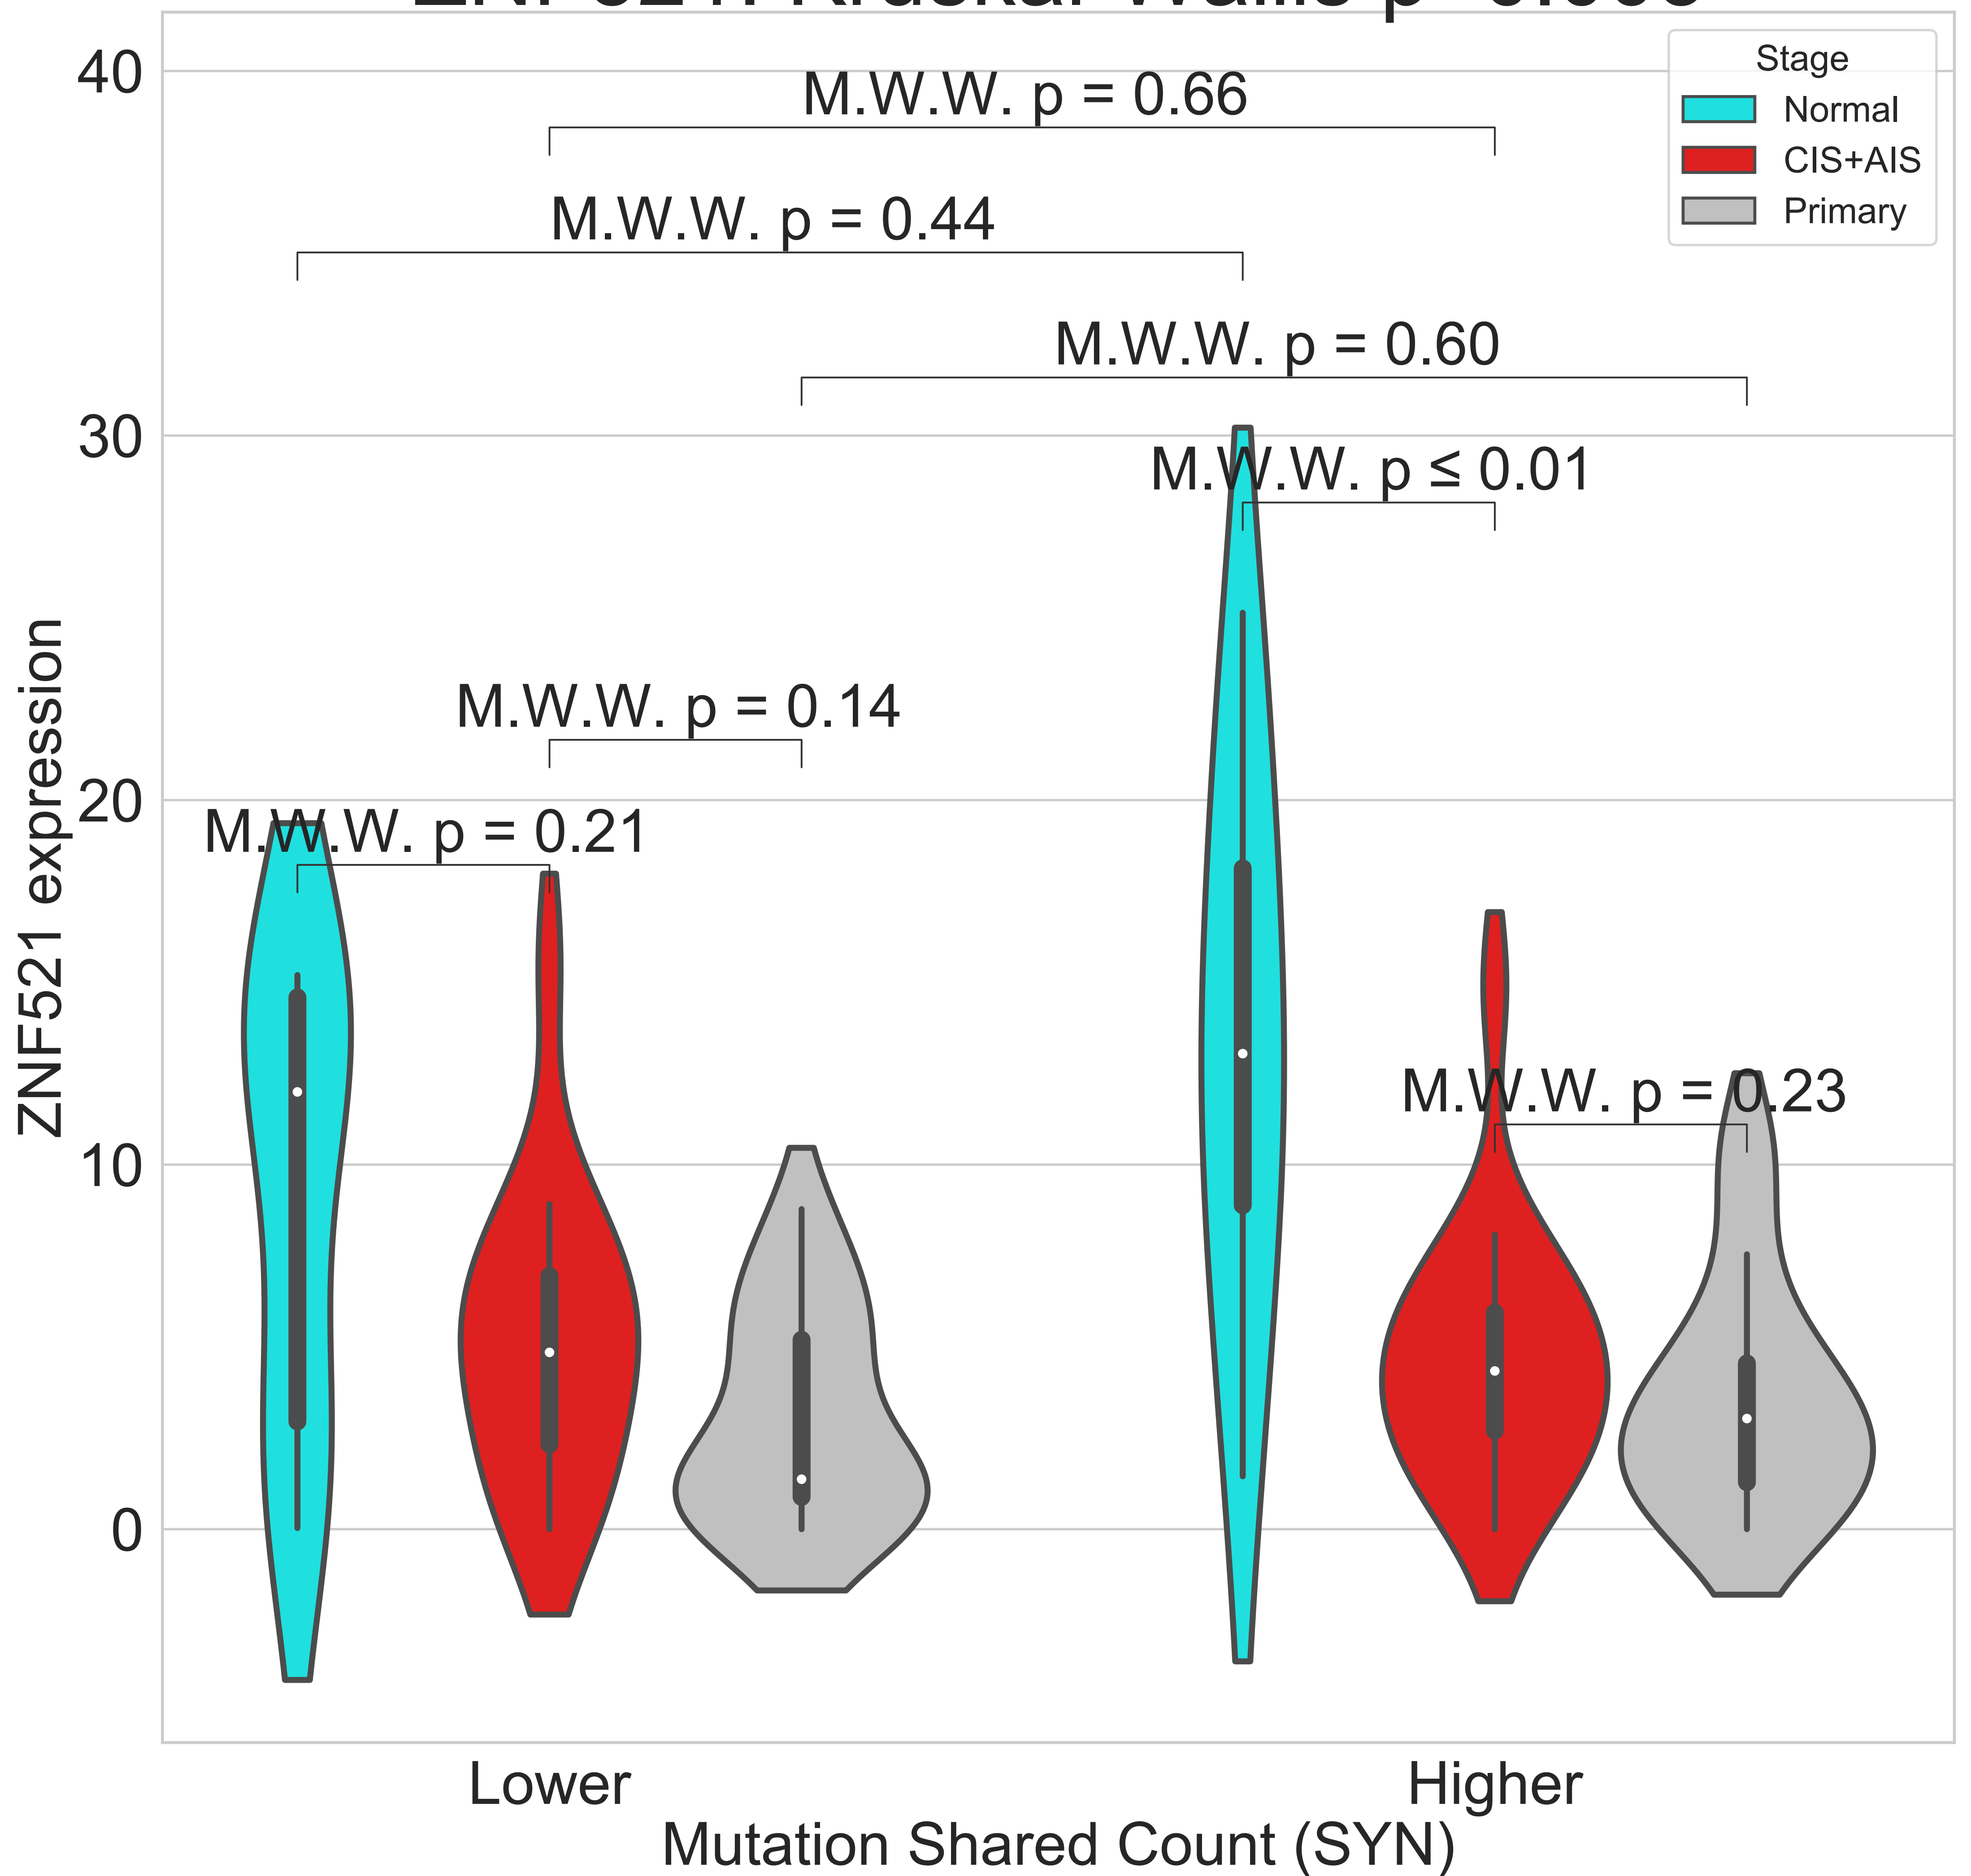 Stage
Normal
CIS+AIS
Primary
M.W.W. p = 0.66
M.W.W. p = 0.44
M.W.W. p = 0.60
M.W.W. p ≤ 0.01
M.W.W. p = 0.14
M.W.W. p = 0.21
M.W.W. p = 0.23
40
30
20
10
0
ZNF521 expression
Lower
Higher
Mutation Shared Count (SYN)